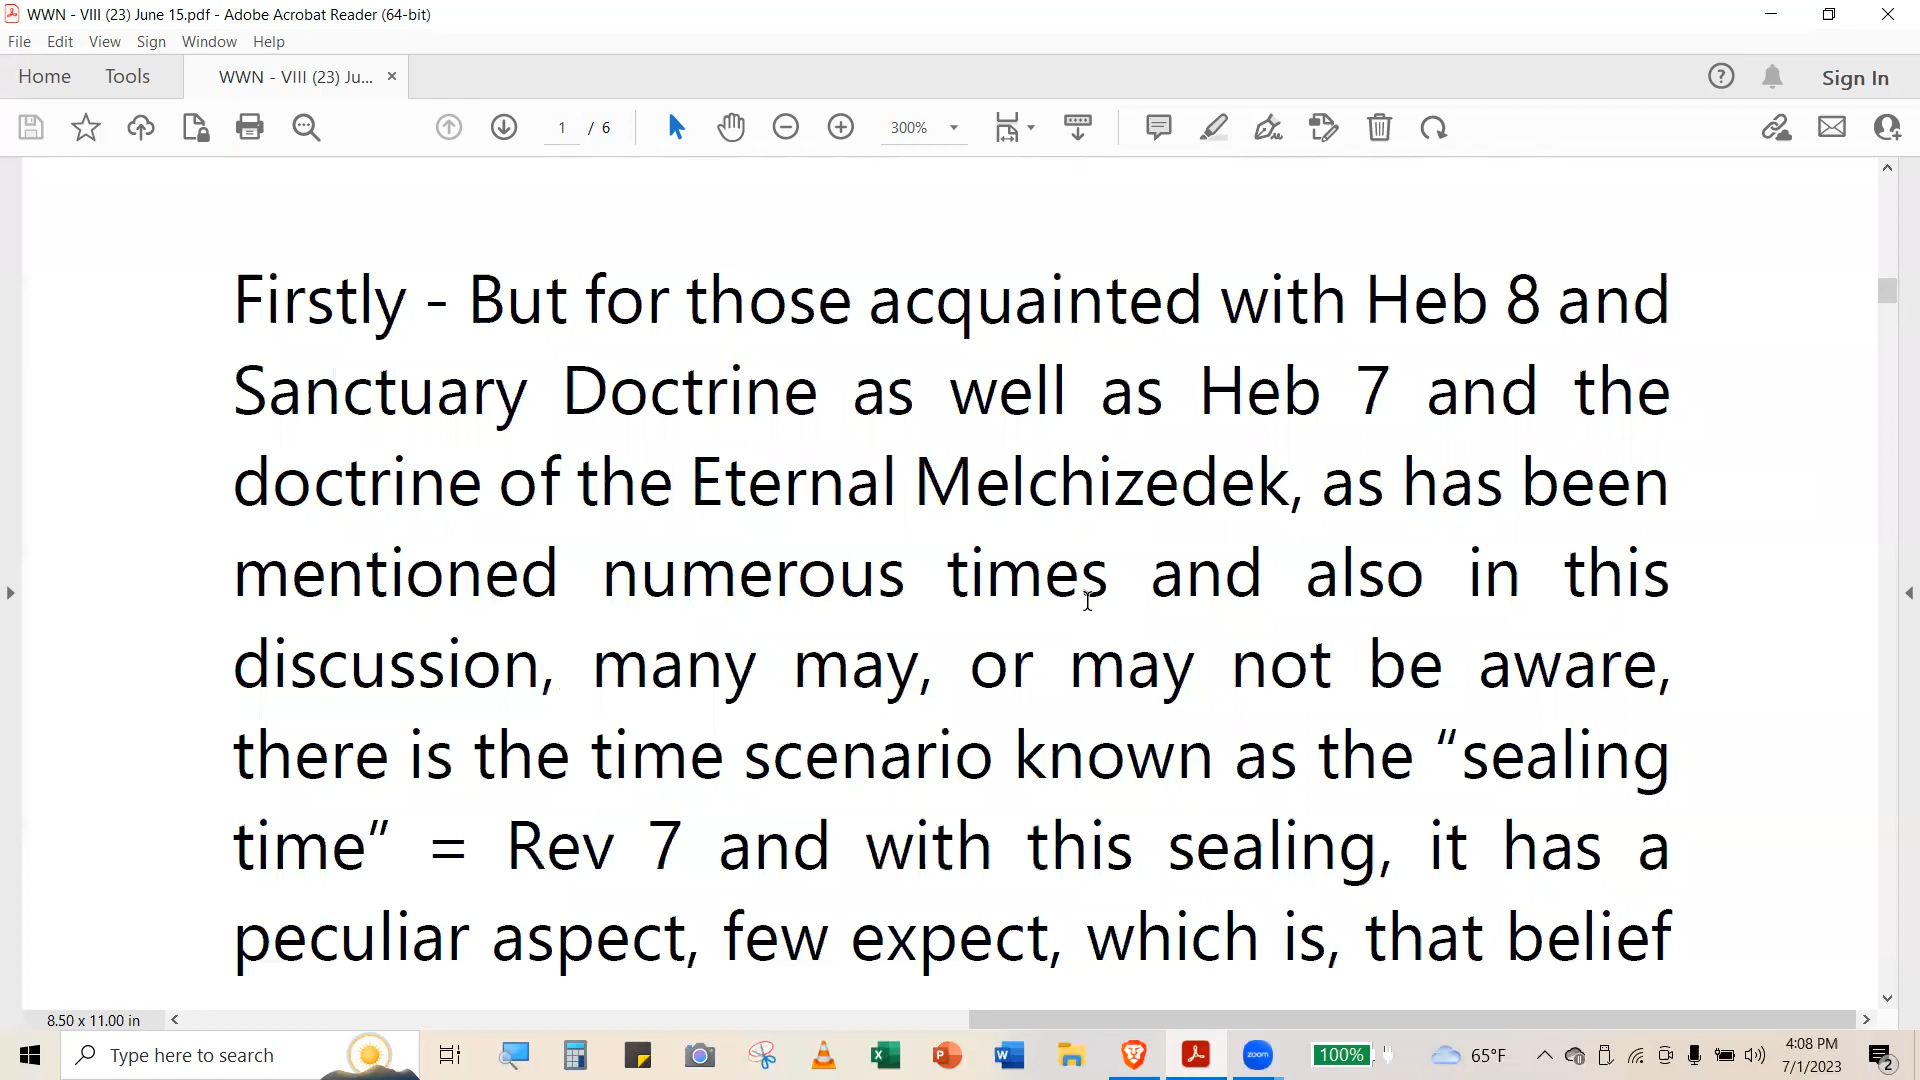 WWN - VIII (23) June 15.pdf - Adobe Acrobat Reader (64-bit)
File Edit View Sign Window Help
Home Tools WWN - VIII (23) Ju... × Sign In
1 / 6 300%
Firstly - But for those acquainted with Heb 8 and
Sanctuary Doctrine as well as Heb 7 and the
doctrine of the Eternal Melchizedek, as has been
mentioned numerous times and also in this
discussion, many may, or may not be aware,
there is the time scenario known as the “sealing
time” = Rev 7 and with this sealing, it has a
peculiar aspect, few expect, which is, that belief
8.50 x 11.00 in
Type here to search zoom 100% 65°F 4:08 PM
7/1/2023 2